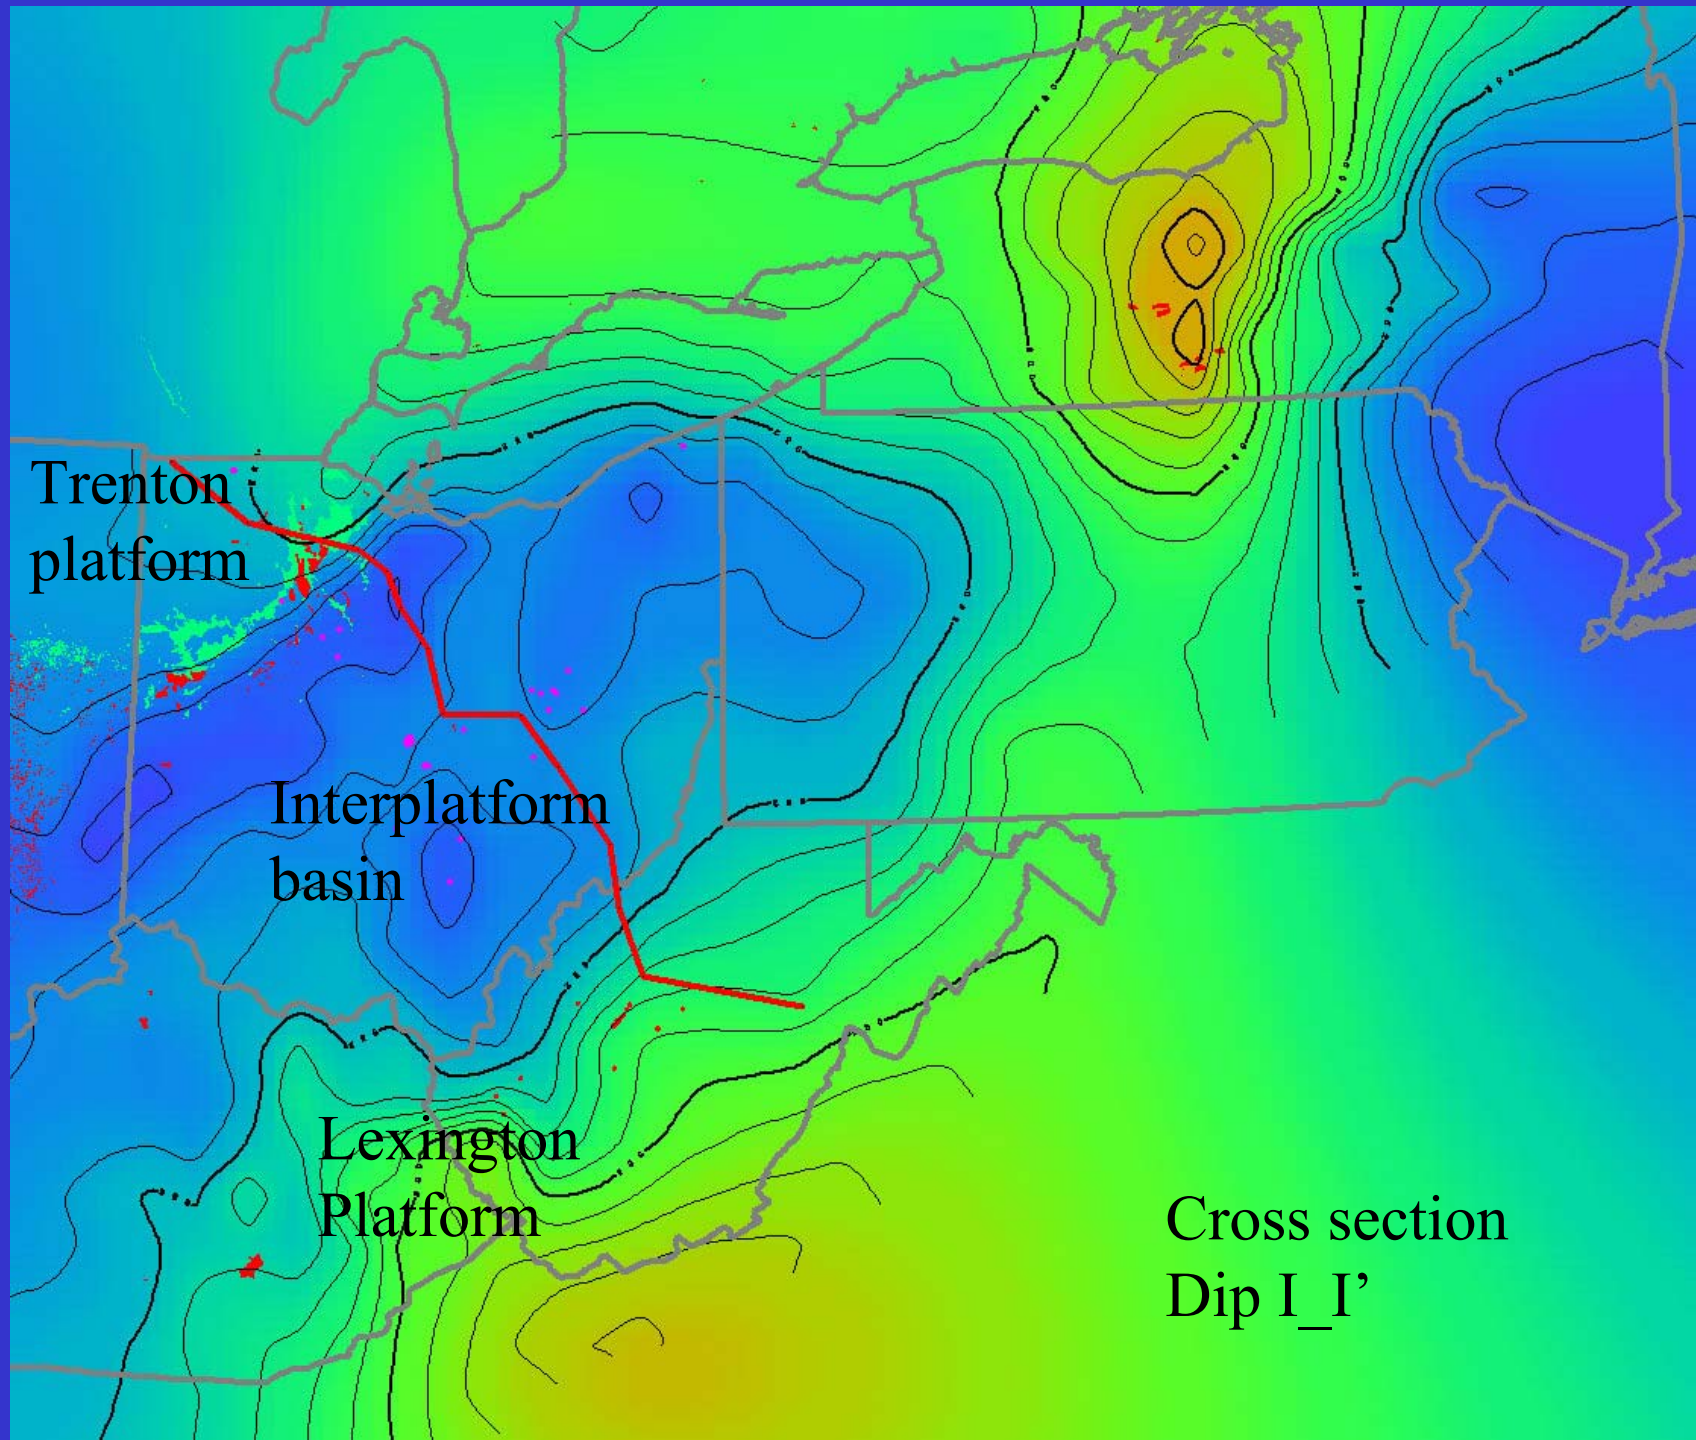 Trenton
platform
Interplatform
basin
Lexington
Platform
Cross section
Dip I_I’